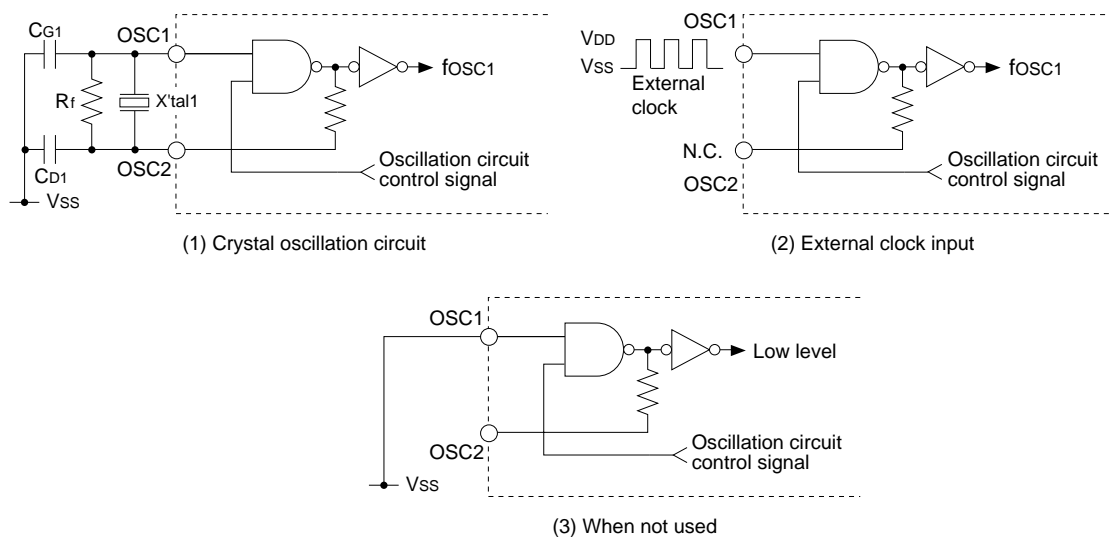 CG1
OSC1
Rf
X'tal1
fOSC1
Oscillation circuit
control signal
OSC2
CD1
VSS
(1) Crystal oscillation circuit
OSC1
VDD
VSS
External
clock
fOSC1
N.C.
OSC2
Oscillation circuit
control signal
(2) External clock input
OSC1
Low level
OSC2
Oscillation circuit
control signal
VSS
(3) When not used